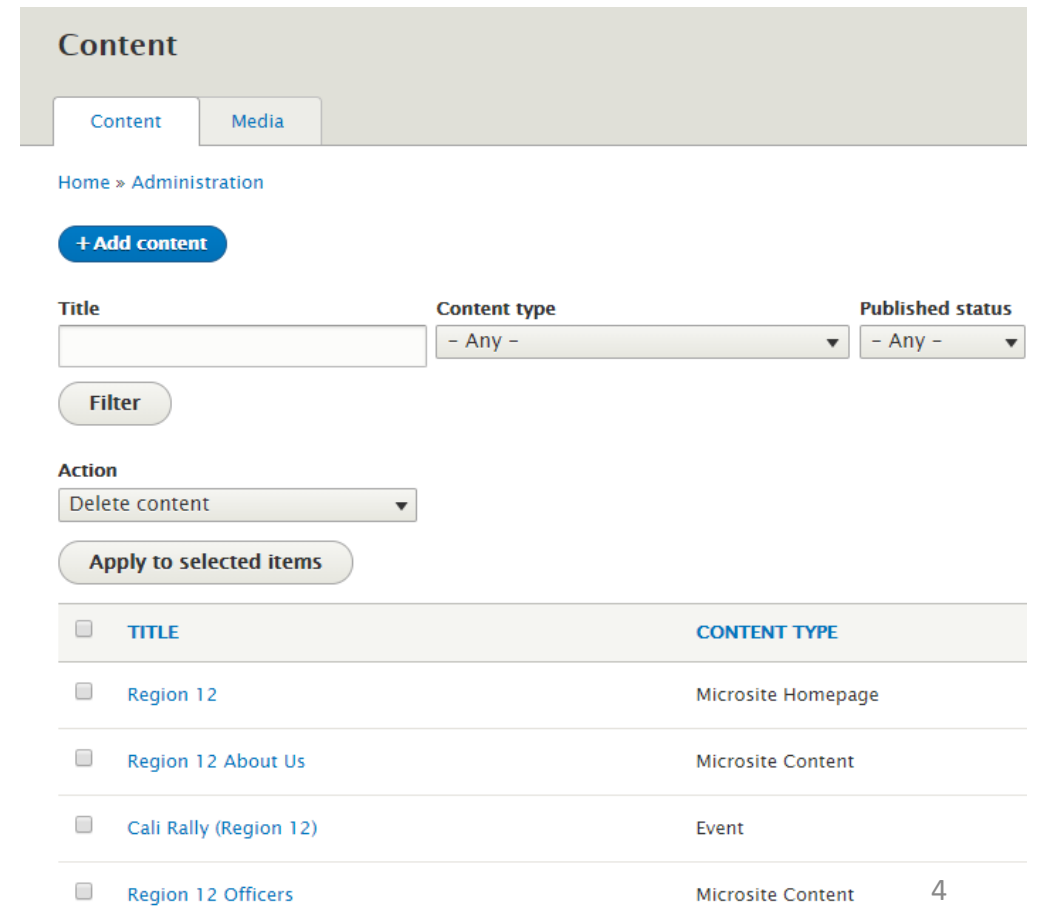 Content
Content Media
Home » Administration
+Add content
Title Content type Published status
– Any – – Any –
Filter
Action
Delete content
Apply to selected items
TITLE CONTENT TYPE
Region 12 Microsite Homepage
Region 12 About Us Microsite Content
Cali Rally (Region 12) Event
Region 12 Officers Microsite Content 4